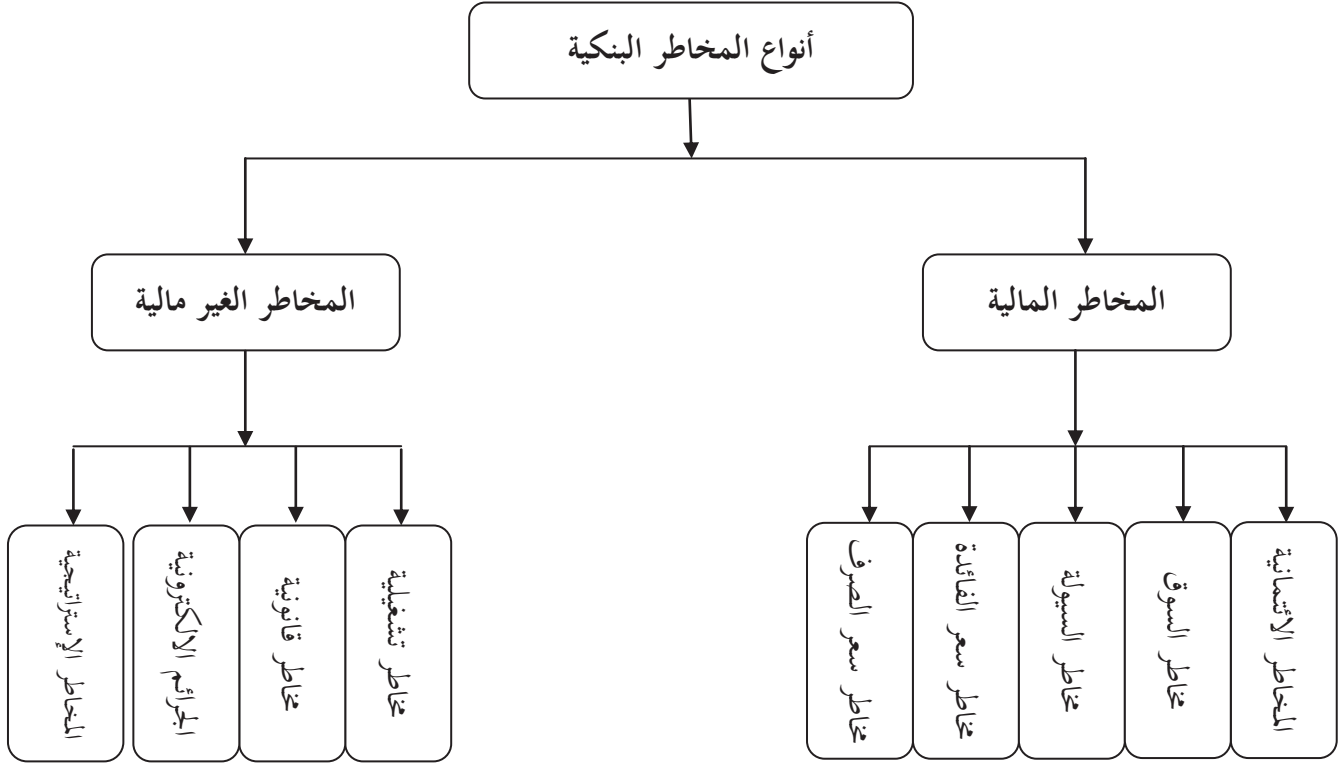 أنواع المخاطر البنكية
المخاطر المالية
المخاطر الغير مالية
المخاطر الائتمانية
مخاطر السوق
مخاطر السيولة
مخاطر سعر الفائدة
مخاطر سعر الصرف
مخاطر تشغيلية
مخاطر قانونية
الجرائم الالكترونية
المخاطر الإستراتيجية